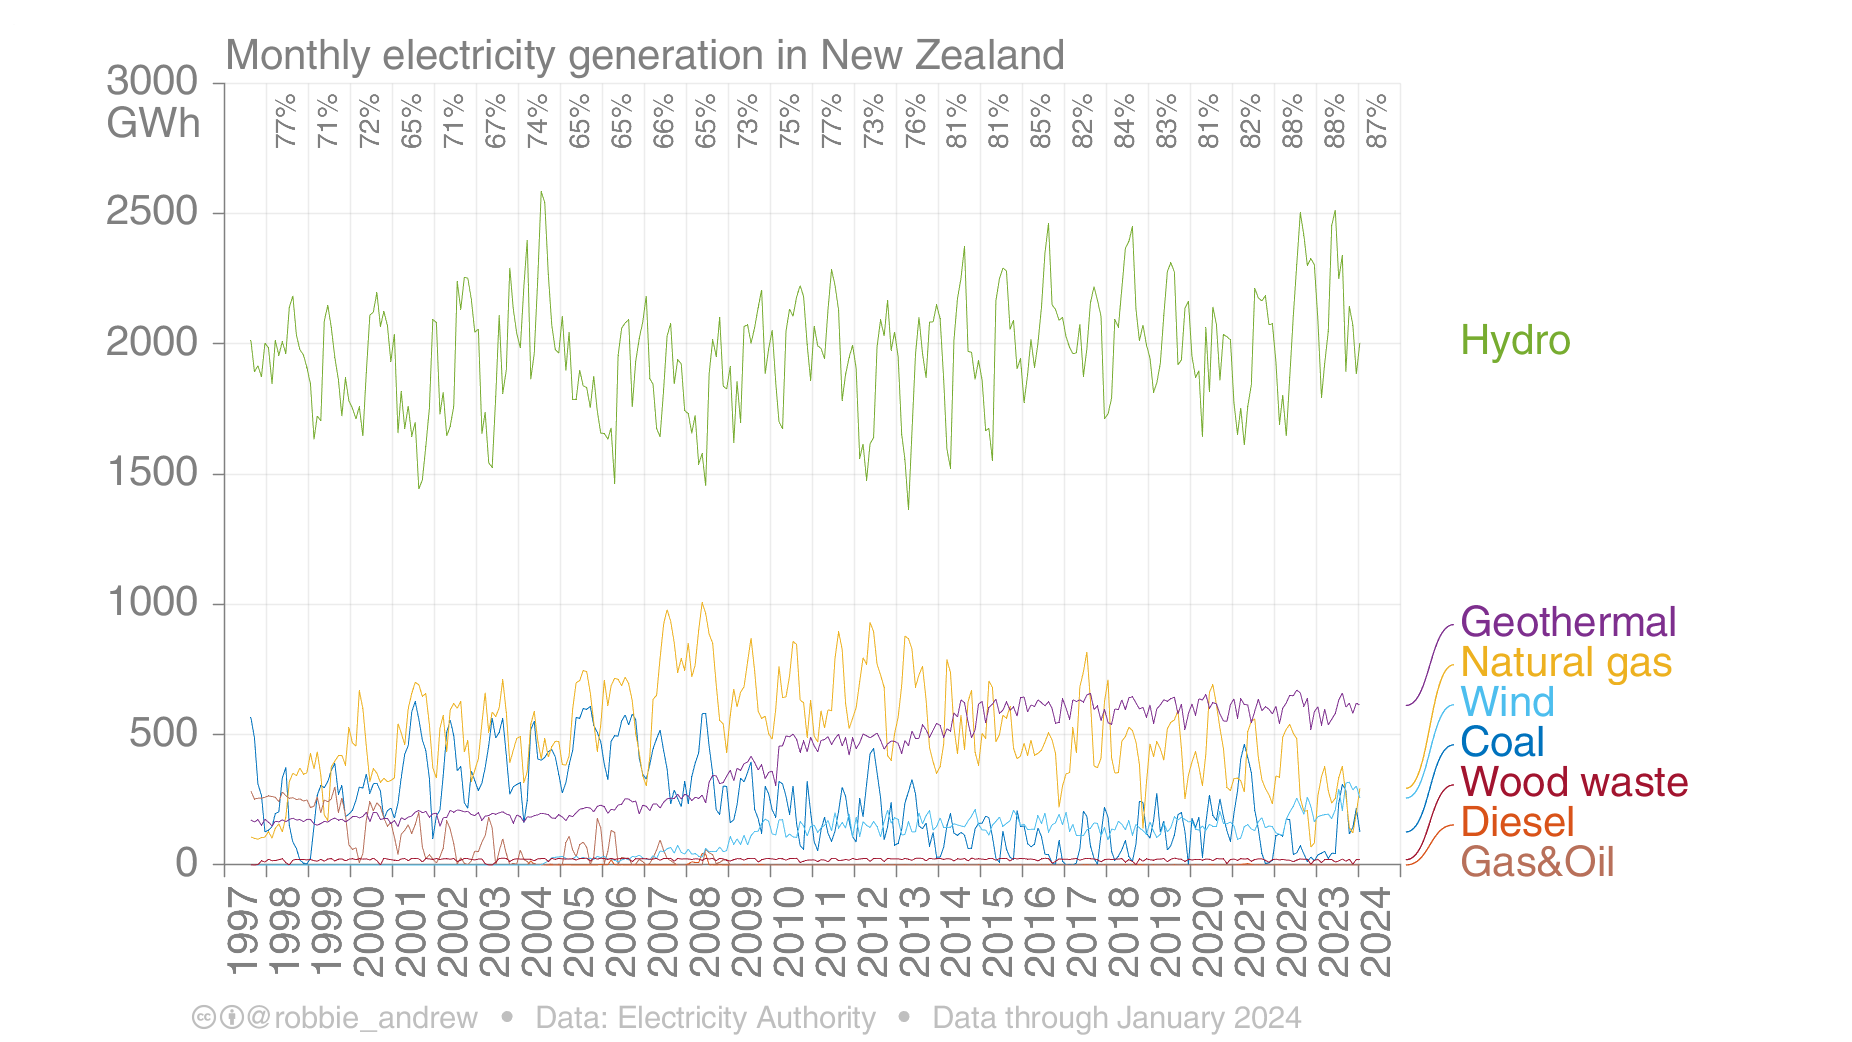 Monthly electricity generation in New Zealand
3000
GWh
77% 71% 72% 65% 71% 67% 74% 65% 65% 66% 65% 73% 75% 77% 73% 76% 81% 81% 85% 82% 84% 83% 81% 82% 88% 88% 87%
2500
2000
1500
1000
500
0
Hydro
Geothermal
Natural gas
Wind
Coal
Wood waste
Diesel
Gas&Oil
1997 1998 1999 2000 2001 2002 2003 2004 2005 2006 2007 2008 2009 2010 2011 2012 2013 2014 2015 2016 2017 2018 2019 2020 2021 2022 2023 2024
@robbie_andrew • Data: Electricity Authority • Data through January 2024